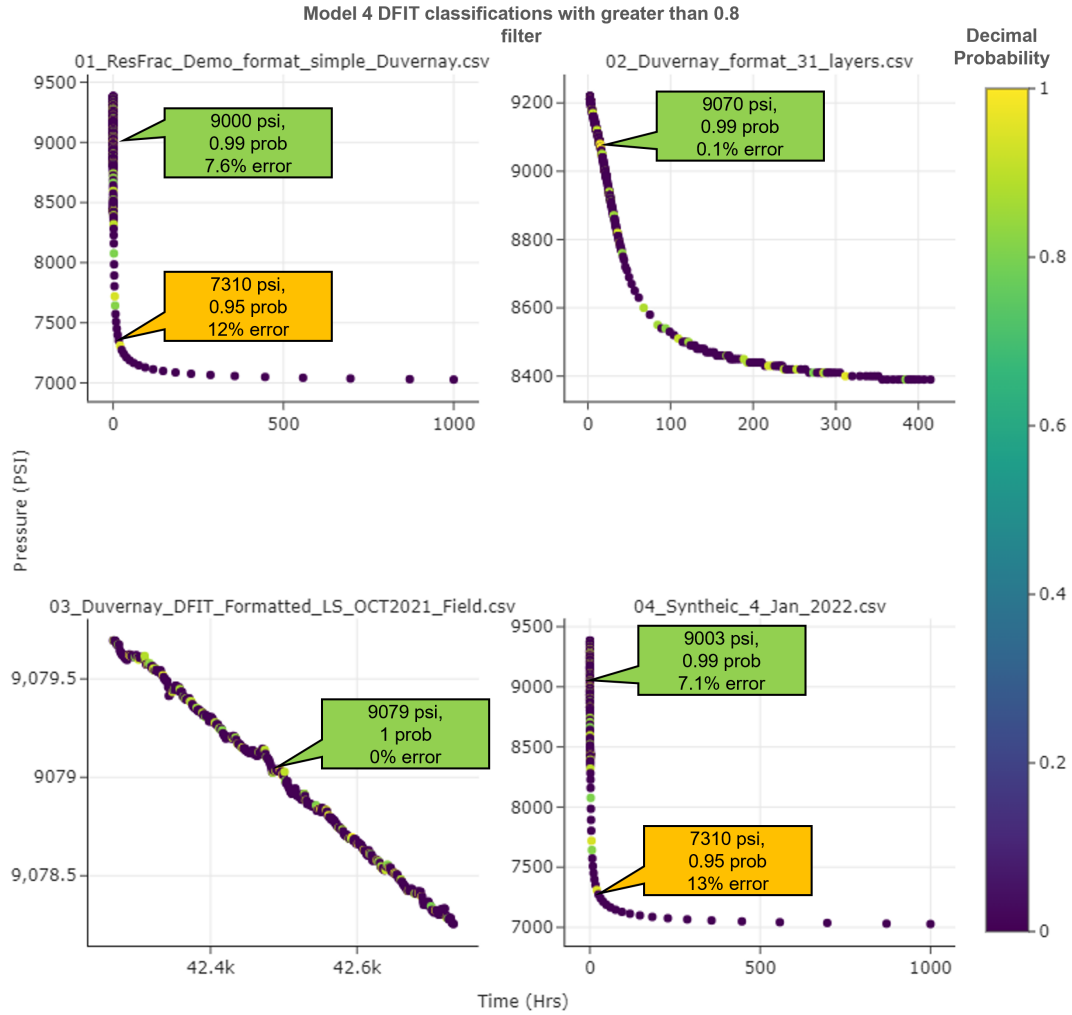 Model 4 DFIT classifications with greater than 0.8
filter
Decimal
Probability
01_ResFrac_Demo_format_simple_Duvernay.csv
9500
9000
8500
8000
7500
7000
0
500
1000
9000 psi,
0.99 prob
7.6% error
7310 psi,
0.95 prob
12% error
02_Duvernay_format_31_layers.csv
9200
9000
8800
8600
8400
0
100
200
300
400
9070 psi,
0.99 prob
0.1% error
1
0.8
0.6
0.4
0.2
0
Pressure (PSI)
03_Duvernay_DFIT_Formatted_LS_OCT2021_Field.csv
9,079.5
9079
9,078.5
42.4k
42.6k
9079 psi,
1 prob
0% error
04_Syntheic_4_Jan_2022.csv
9500
9000
8500
8000
7500
7000
0
500
1000
9003 psi,
0.99 prob
7.1% error
7310 psi,
0.95 prob
13% error
Time (Hrs)